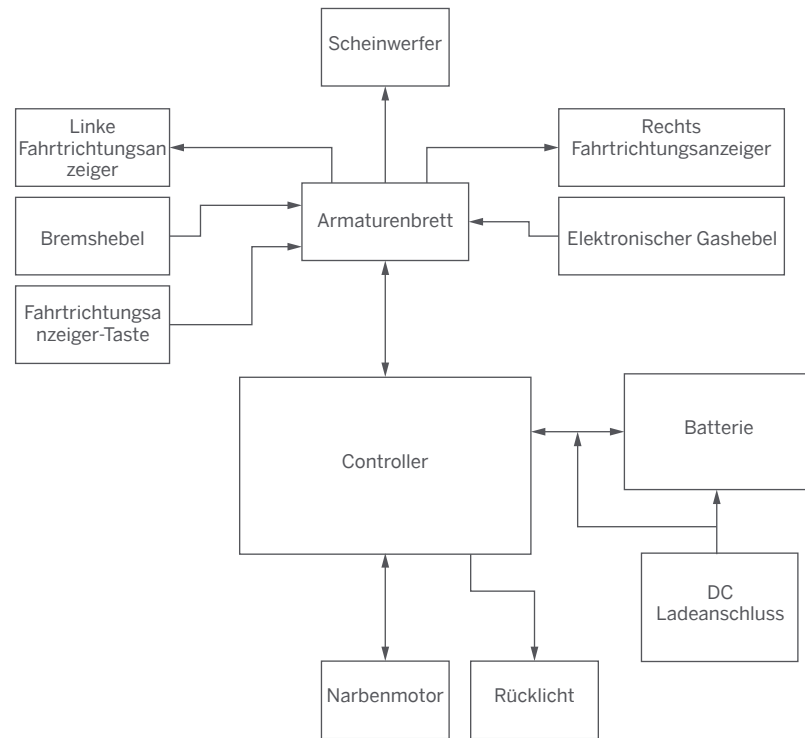 Scheinwerfer
Linke
Fahrtrichtungsan
zeiger
Rechts
Fahrtrichtungsanzeiger
Bremshebel
Armaturenbrett
Elektronischer Gashebel
Fahrtrichtungsa
nzeiger-Taste
Controller
Batterie
DC
Ladeanschluss
Narbenmotor
Rücklicht